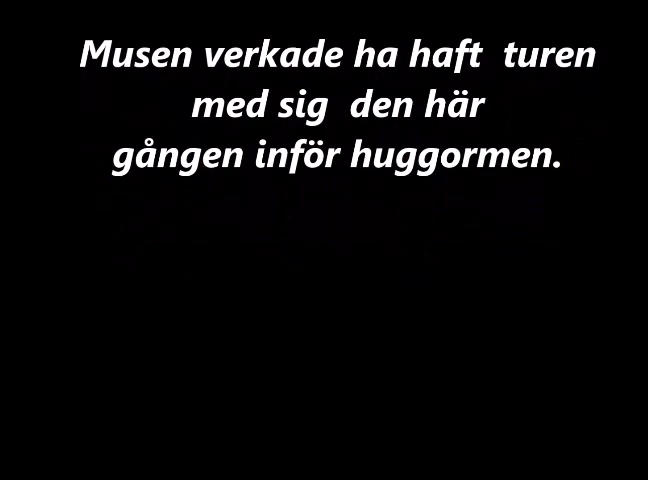 Musen verkade ha haft  turen
med sig  den här
gången inför huggormen.